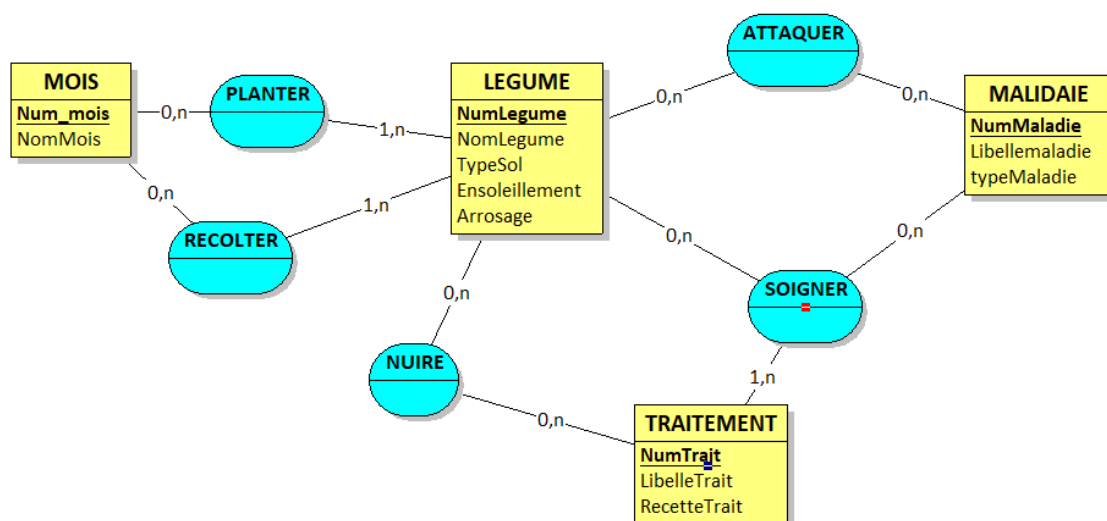 MOIS
Num_mois
NomMois
PLANTER
RECOLTER
0,n
1,n
0,n
1,n
LEGUME
NumLegume
NomLegume
TypeSol
Ensoleillement
Arrosage
ATTAQUER
0,n
0,n
MALIDAIE
NumMaladie
Libellemaladie
typeMaladie
0,n
0,n
SOIGNER
1,n
NUIRE
0,n
0,n
TRAITEMENT
NumTrait
LibelleTrait
RecetteTrait